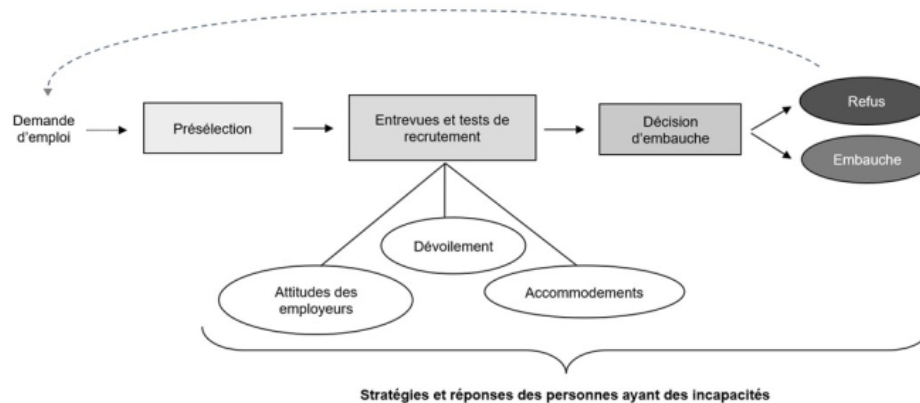 Demande
d'emploi
Présélection
Entrevues et tests de
recrutement
Décision
d'embauche
Refus
Embauche
Dévoilement
Attitudes des
employeurs
Accommodements
Stratégies et réponses des personnes ayant des incapacités